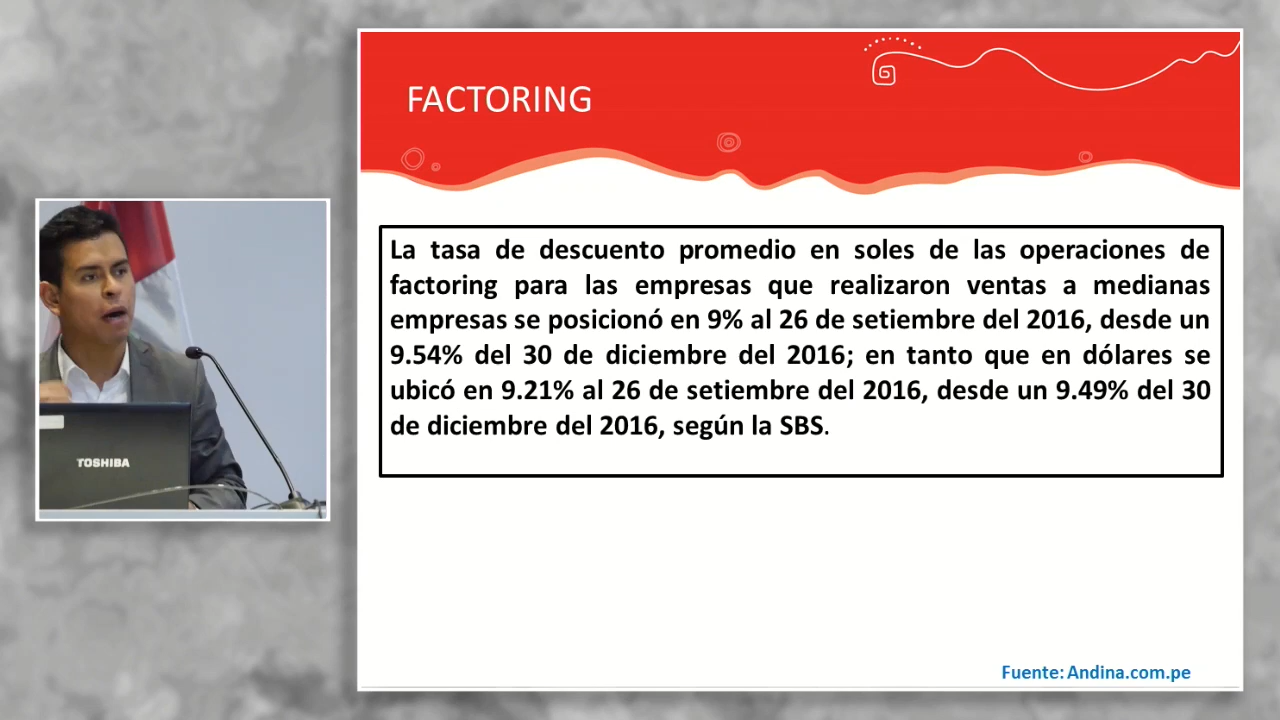 FACTORING
La tasa de descuento promedio en soles de las operaciones de
factoring para las empresas que realizaron ventas a medianas
empresas se posicionó en 9% al 26 de setiembre del 2016, desde un
9.54% del 30 de diciembre del 2016; en tanto que en dólares se
ubicó en 9.21% al 26 de setiembre del 2016, desde un 9.49% del 30
de diciembre del 2016, según la SBS.
TOSHIBA
Fuente: Andina.com.pe